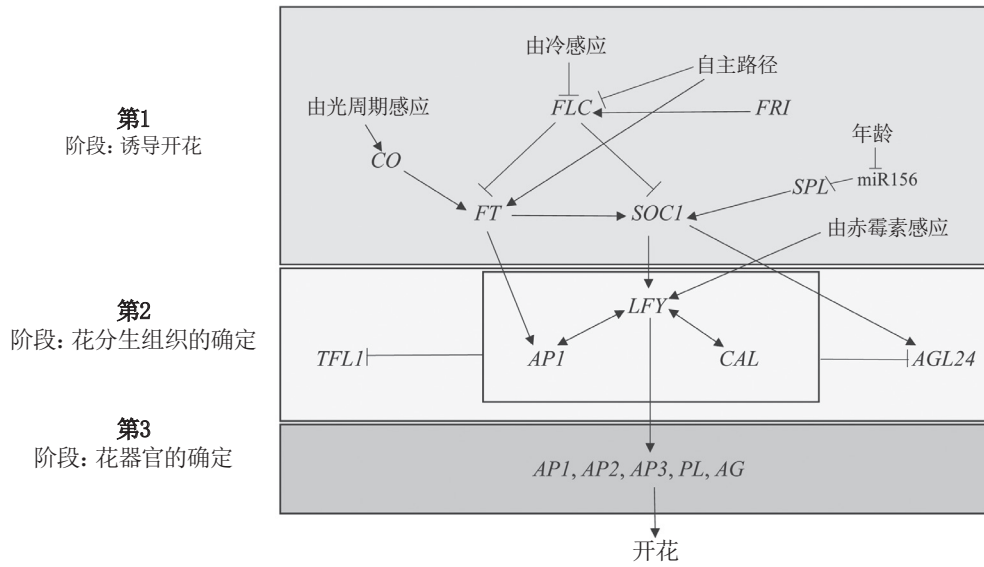 由冷感应
自主路径
第1
阶段: 诱导开花
由光周期感应
FLC
FRI
年龄
CO
SPL
miR156
FT
SOC1
由赤霉素感应
第2
阶段: 花分生组织的确定
LFY
TFL1
AP1
CAL
AGL24
第3
阶段: 花器官的确定
AP1, AP2, AP3, PL, AG
开花